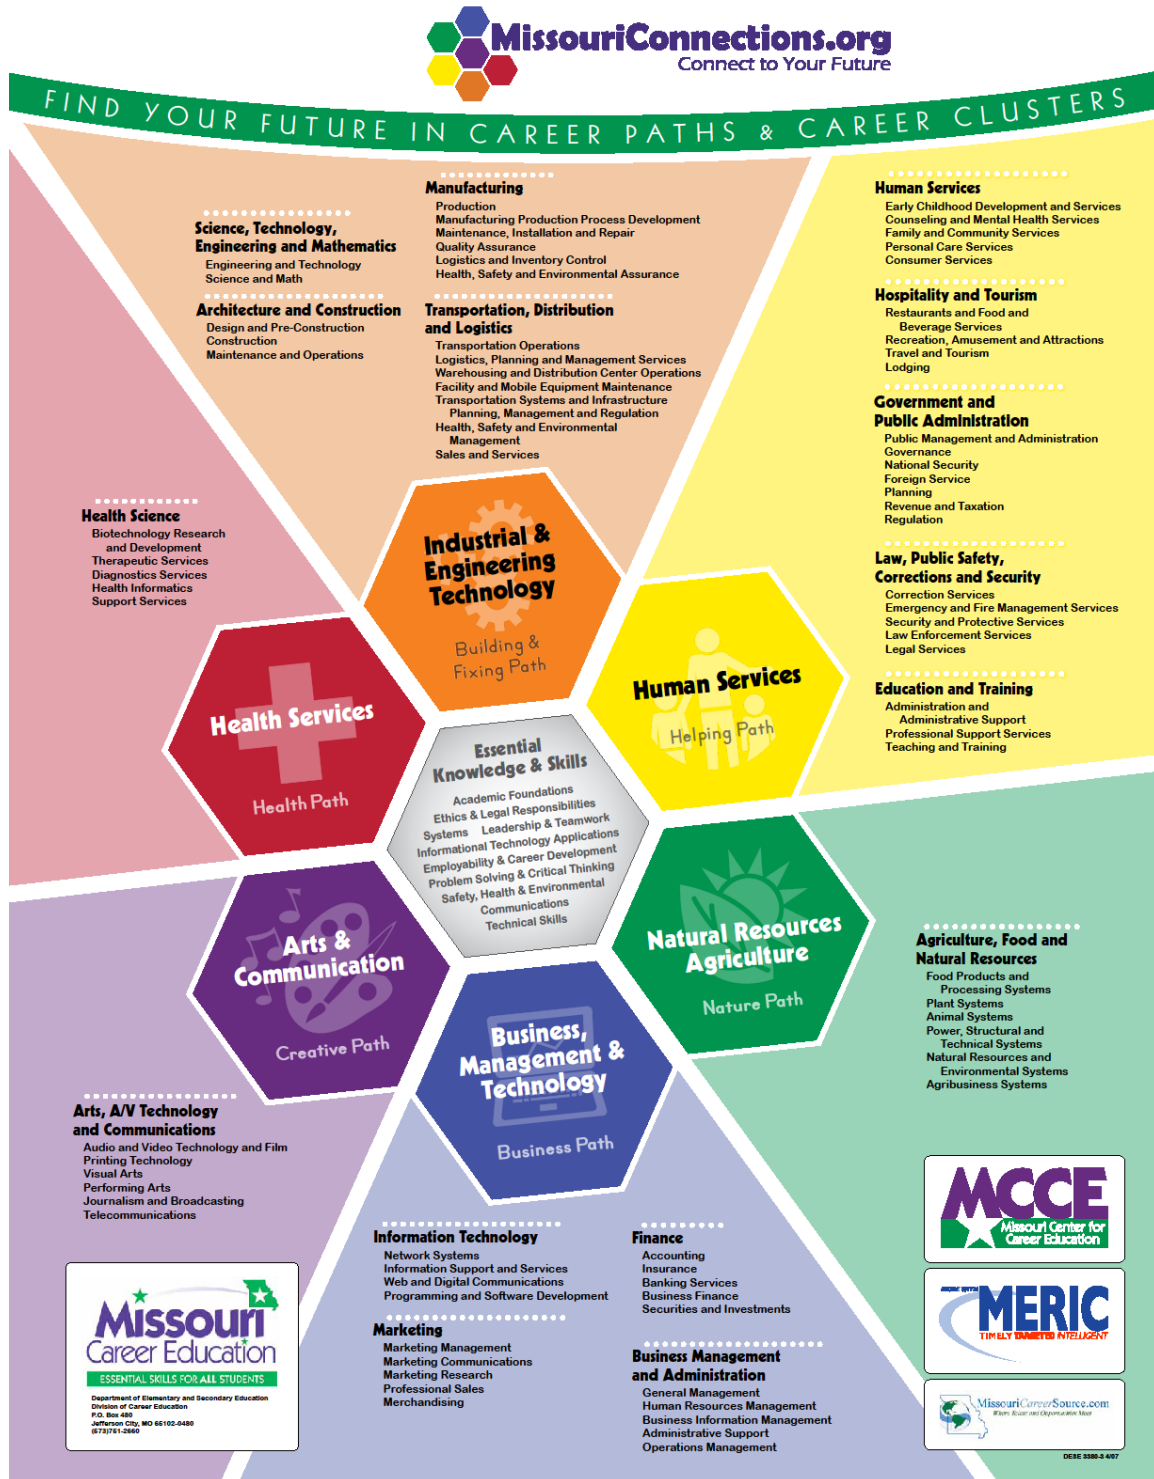 MissouriConnections.org
Connect to Your Future
FIND YOUR FUTURE IN CAREER PATHS & CAREER CLUSTERS
Manufacturing
Production
Manufacturing Production Process Development
Maintenance, Installation and Repair
Quality Assurance
Logistics and Inventory Control
Health, Safety and Environmental Assurance
Science, Technology,
Engineering and Mathematics
Engineering and Technology
Science and Math
Architecture and Construction
Design and Pre-Construction
Construction
Maintenance and Operations
Transportation, Distribution
and Logistics
Transportation Operations
Logistics, Planning and Management Services
Warehousing and Distribution Center Operations
Facility and Mobile Equipment Maintenance
Transportation Systems and Infrastructure
Planning, Management and Regulation
Health, Safety and Environmental
Management
Sales and Services
Human Services
Early Childhood Development and Services
Counseling and Mental Health Services
Family and Community Services
Personal Care Services
Consumer Services
Hospitality and Tourism
Restaurants and Food and
Beverage Services
Recreation, Amusement and Attractions
Travel and Tourism
Lodging
Government and
Public Administration
Public Management and Administration
Governance
National Security
Foreign Service
Planning
Revenue and Taxation
Regulation
Law, Public Safety,
Corrections and Security
Correction Services
Emergency and Fire Management Services
Security and Protective Services
Law Enforcement Services
Legal Services
Education and Training
Administration and
Administrative Support
Professional Support Services
Teaching and Training
Health Science
Biotechnology Research
and Development
Therapeutic Services
Diagnostics Services
Health Informatics
Support Services
Industrial &
Engineering
Technology
Building &
Fixing Path
Human Services
Helping Path
Health Services
Health Path
Essential
Knowledge & Skills
Academic Foundations
Ethics & Legal Responsibilities
Systems Leadership & Teamwork
Informational Technology Applications
Employability & Career Development
Problem Solving & Critical Thinking
Safety, Health & Environmental
Communications
Technical Skills
Arts &
Communication
Creative Path
Natural Resources
Agriculture
Nature Path
Business,
Management &
Technology
Business Path
Agriculture, Food and
Natural Resources
Food Products and
Processing Systems
Plant Systems
Animal Systems
Power, Structural and
Technical Systems
Natural Resources and
Environmental Systems
Agribusiness Systems
Arts, A/V Technology
and Communications
Audio and Video Technology and Film
Printing Technology
Visual Arts
Performing Arts
Journalism and Broadcasting
Telecommunications
Information Technology
Network Systems
Information Support and Services
Web and Digital Communications
Programming and Software Development
Marketing
Marketing Management
Marketing Communications
Marketing Research
Professional Sales
Merchandising
Finance
Accounting
Insurance
Banking Services
Business Finance
Securities and Investments
Business Management
and Administration
General Management
Human Resources Management
Business Information Management
Administrative Support
Operations Management
Missouri
Career Education
ESSENTIAL SKILLS FOR ALL STUDENTS
Department of Elementary and Secondary Education
Division of Career Education
P.O. Box 480
Jefferson City, MO 65102-0480
(573)751-2660
MCCE
Missouri Center for
Career Education
MERIC
TIMELY TARGETED INTELLIGENT
MissouriCareerSource.com
Where Talent and Opportunities Meet
DESE 3380-3 4/07